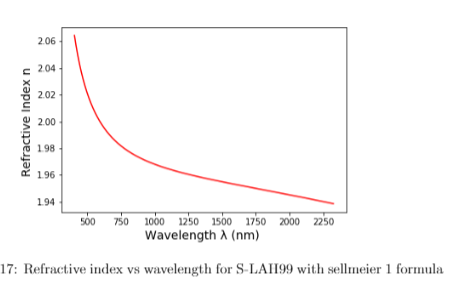 2.06
2.04
2.02
2.00
1.98
1.96
1.94
Refractive Index n
500 750 1000 1250 1500 1750 2000 2250
Wavelength λ (nm)
17: Refractive index vs wavelength for S-LAH99 with sellmeier 1 formula